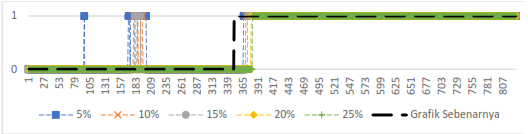 1
0
1 27 53 79 105 131 157 183 209 235 261 287 313 339 365 391 417 443 469 495 521 547 573 599 625 651 677 703 729 755 781 807
5% 10% 15% 20% 25% Grafik Sebenarnya